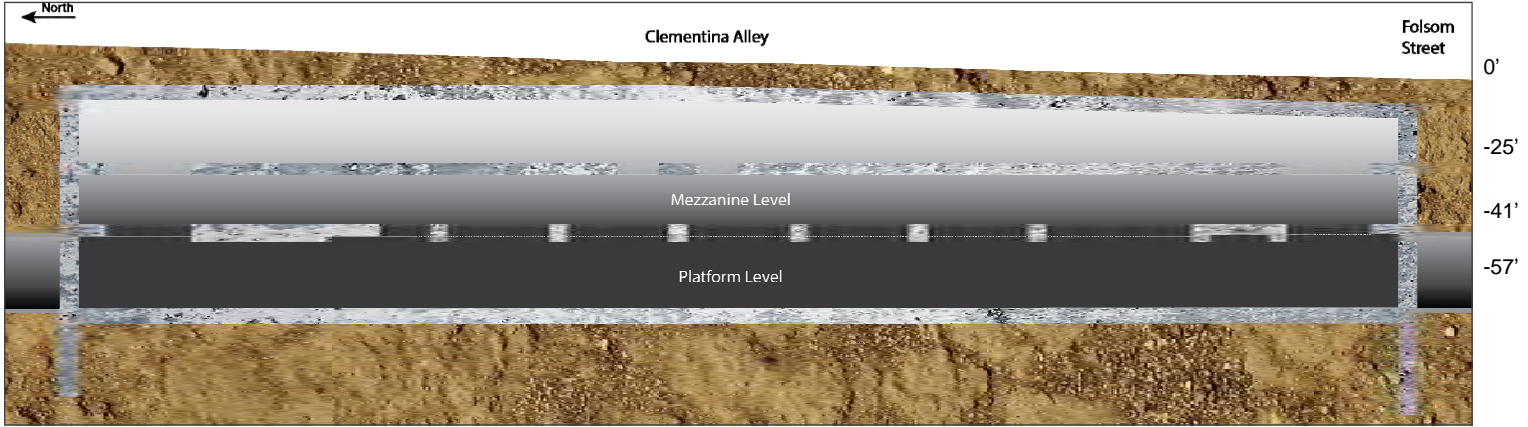 North
Clementina Alley
Folsom
Street
0'
-25'
Mezzanine Level
-41'
-57'
Platform Level